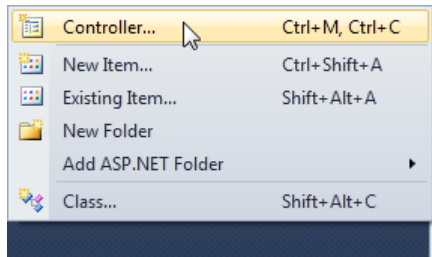 Controller... Ctrl+M, Ctrl+C
New Item... Ctrl+Shift+A
Existing Item... Shift+Alt+A
New Folder
Add ASP.NET Folder
Class... Shift+Alt+C